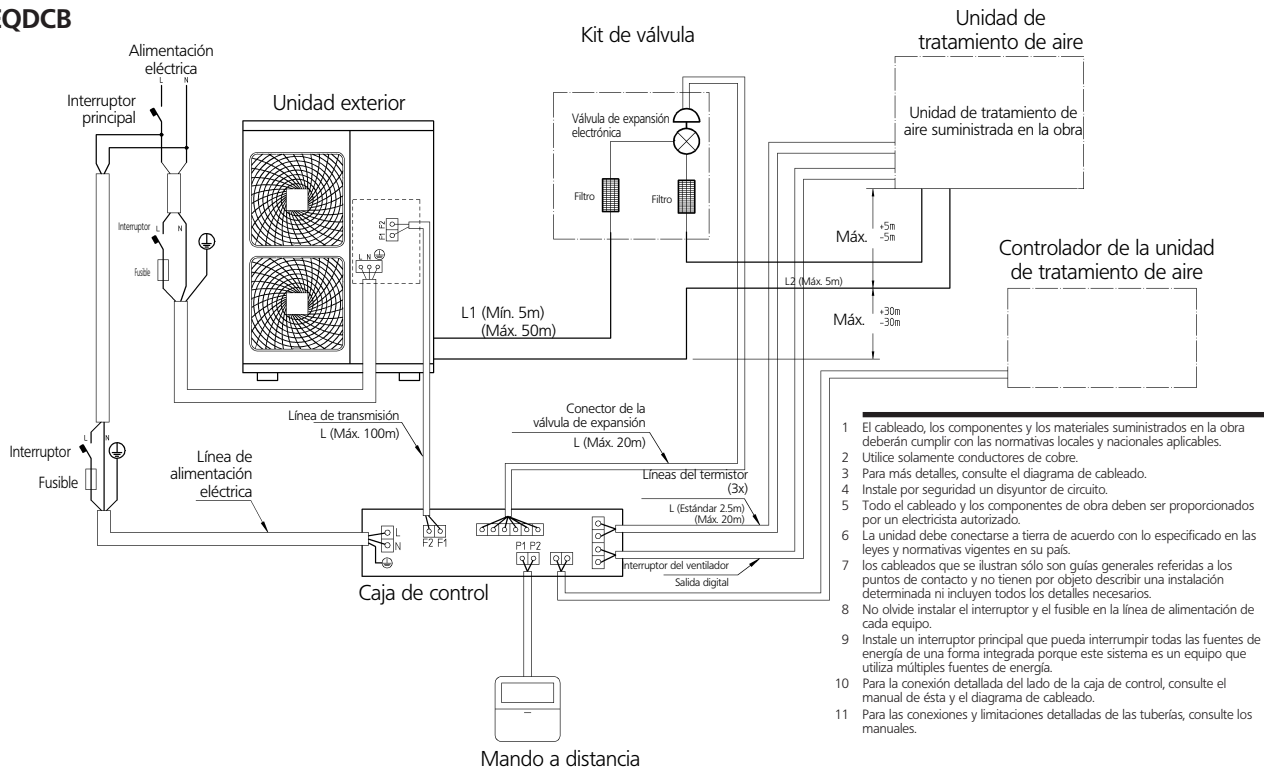 EQDCB
Alimentación
eléctrica
L N
Interruptor
principal
Unidad exterior
Kit de válvula
Unidad de
tratamiento de aire
Válvula de expansión
electrónica
Filtro
Filtro
Unidad de tratamiento de
aire suministrada en la obra
Interruptor L N
Fusible
F1 F2
L N
Máx. +5m
-5m
L2 (Máx. 5m)
Máx. +30m
-30m
Controlador de la unidad
de tratamiento de aire
L1 (Mín. 5m)
(Máx. 50m)
Línea de transmisión
L (Máx. 100m)
Conector de la
válvula de expansión
L (Máx. 20m)
Líneas del termistor
(3x)
L (Estándar 2.5m)
(Máx. 20m)
L N
Interruptor
Fusible
Línea de
alimentación
eléctrica
L
N
F2 F1
P1 P2
Interruptor del ventilador
Salida digital
Caja de control
Mando a distancia
1 El cableado, los componentes y los materiales suministrados en la obra
deberán cumplir con las normativas locales y nacionales aplicables.
2 Utilice solamente conductores de cobre.
3 Para más detalles, consulte el diagrama de cableado.
4 Instale por seguridad un disyuntor de circuito.
5 Todo el cableado y los componentes de obra deben ser proporcionados
por un electricista autorizado.
6 La unidad debe conectarse a tierra de acuerdo con lo especificado en las
leyes y normativas vigentes en su país.
7 los cableados que se ilustran sólo son guías generales referidas a los
puntos de contacto y no tienen por objeto describir una instalación
determinada ni incluyen todos los detalles necesarios.
8 No olvide instalar el interruptor y el fusible en la línea de alimentación de
cada equipo.
9 Instale un interruptor principal que pueda interrumpir todas las fuentes de
energía de una forma integrada porque este sistema es un equipo que
utiliza múltiples fuentes de energía.
10 Para la conexión detallada del lado de la caja de control, consulte el
manual de ésta y el diagrama de cableado.
11 Para las conexiones y limitaciones detalladas de las tuberías, consulte los
manuales.